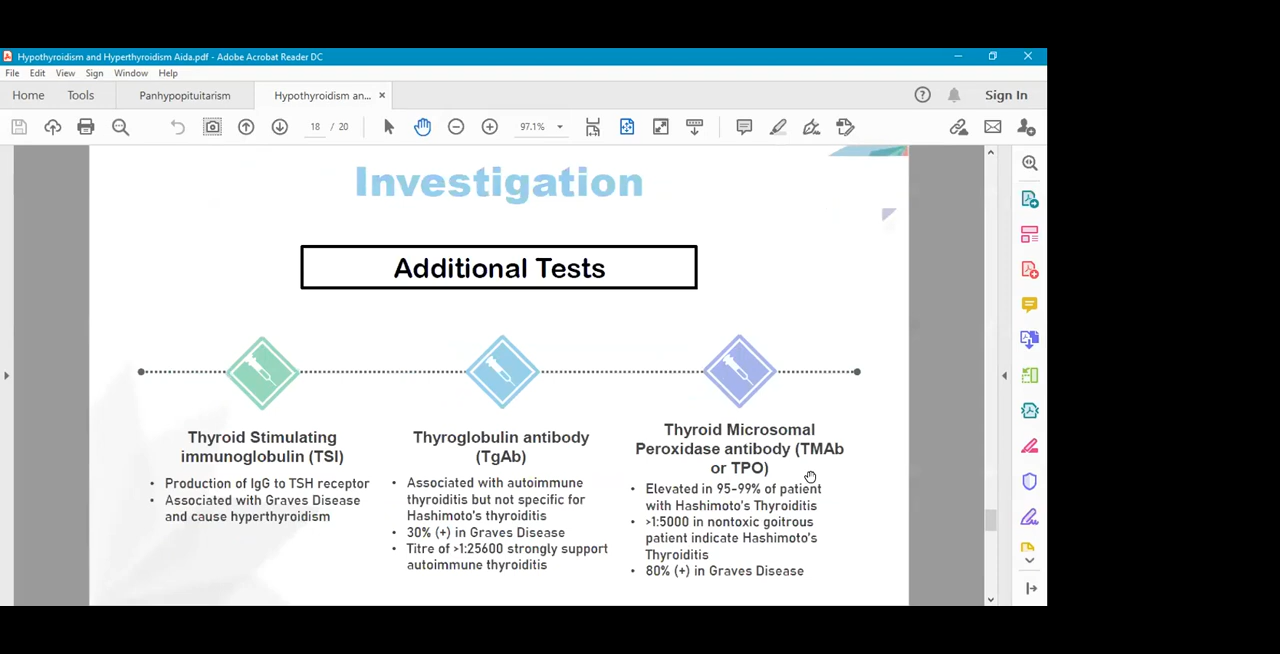 Hypothyroidism and Hyperthyroidism Aida.pdf - Adobe Acrobat Reader DC
File Edit View Sign Window Help
Home Tools Panhypopituitarism Hypothyroidism an... Sign In
18 / 20 97.1%
Investigation
Additional Tests
Thyroid Stimulating
immunoglobulin (TSI)
• Production of IgG to TSH receptor
• Associated with Graves Disease
and cause hyperthyroidism
Thyroglobulin antibody
(TgAb)
• Associated with autoimmune
thyroiditis but not specific for
Hashimoto's thyroiditis
• 30% (+) in Graves Disease
• Titre of >1:25600 strongly support
autoimmune thyroiditis
Thyroid Microsomal
Peroxidase antibody (TMAb
or TPO)
• Elevated in 95-99% of patient
with Hashimoto's Thyroiditis
• >1:5000 in nontoxic goitrous
patient indicate Hashimoto's
Thyroiditis
• 80% (+) in Graves Disease